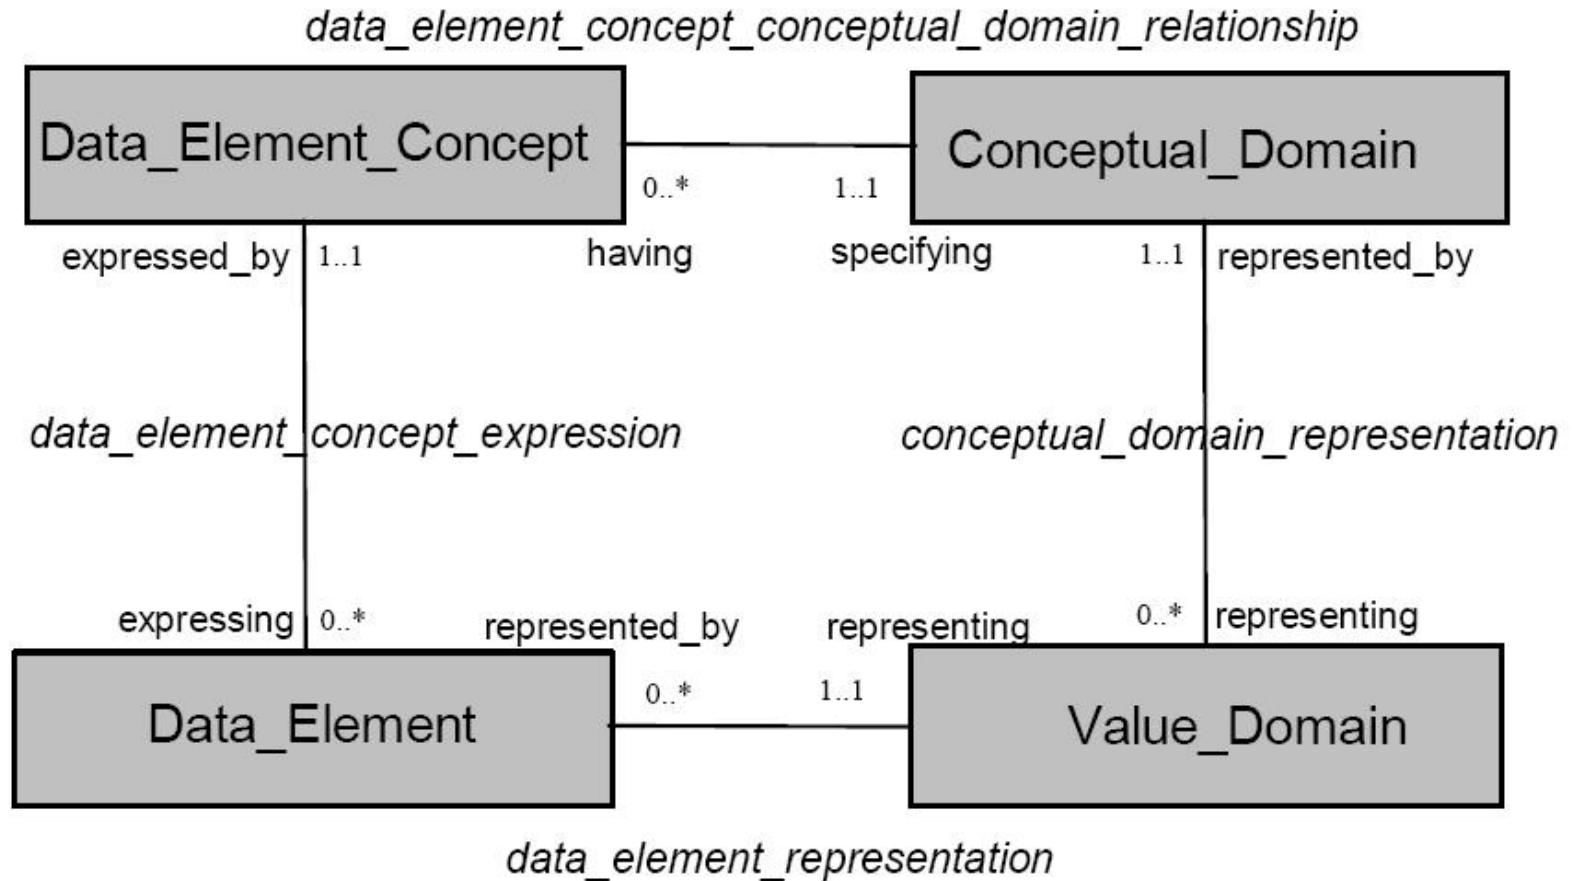 data_element_concept_conceptual_domain_relationship
Data_Element_Concept
Conceptual_Domain
0..*
1..1
expressed_by
1..1
having
specifying
1..1
represented_by
data_element_concept_expression
conceptual_domain_representation
expressing
0..*
represented_by
representing
0..*
representing
Data_Element
0..*
1..1
Value_Domain
data_element_representation